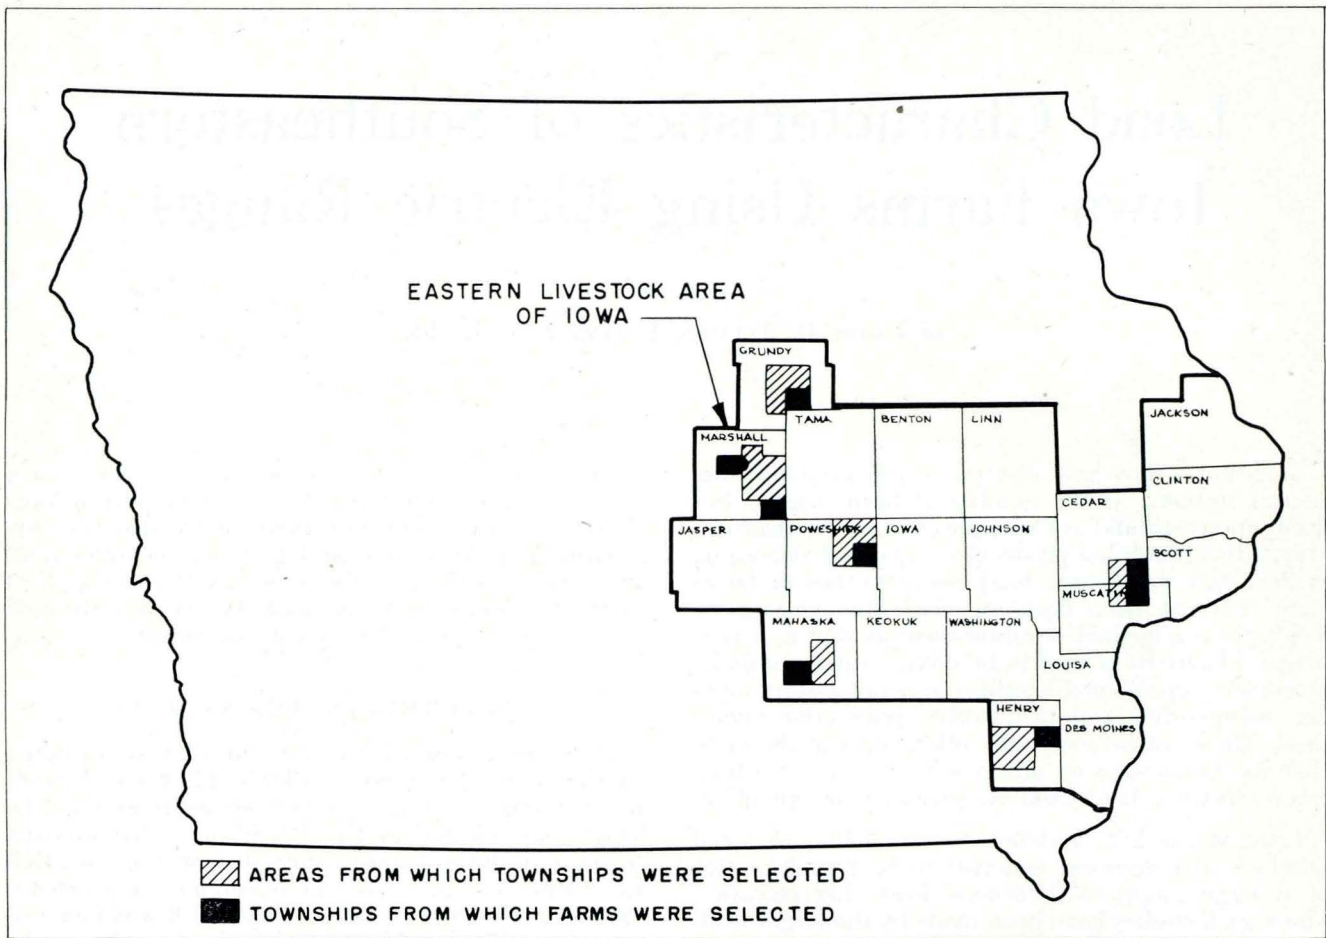 EASTERN LIVESTOCK AREA
OF IOWA
GRUNDY
TAMA
BENTON
LINN
JACKSON
MARSHALL
CLINTON
CEDAR
JASPER
POWESHIEK
IOWA
JOHNSON
SCOTT
MUSCATINE
MAHASKA
KEOKUK
WASHINGTON
LOUISA
HENRY
DES MOINES
AREAS FROM WHICH TOWNSHIPS WERE SELECTED
TOWNSHIPS FROM WHICH FARMS WERE SELECTED